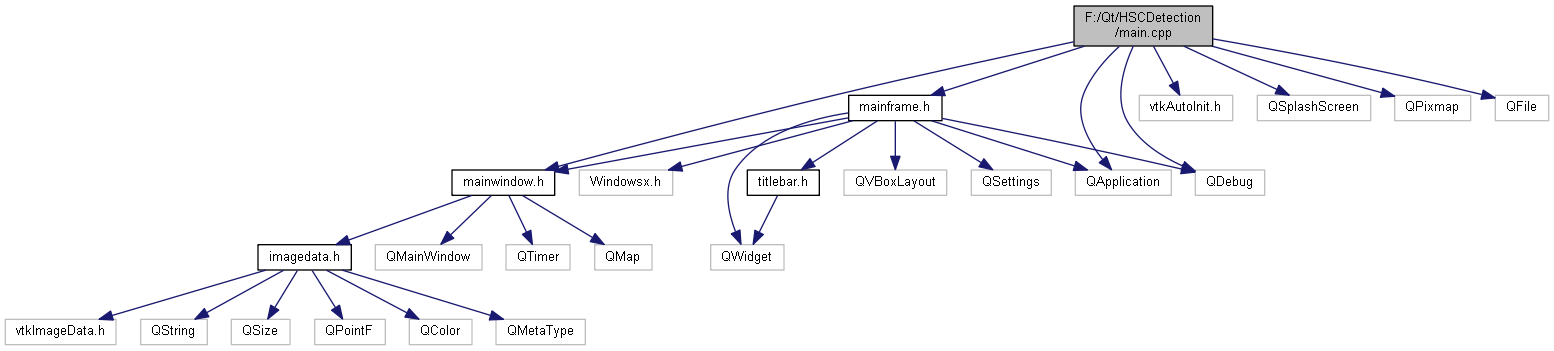 F:/Qt/HSCDetection
/main.cpp
mainframe.h
vtkAutoInit.h
QSplashScreen
QPixmap
QFile
mainwindow.h
Windowsx.h
titlebar.h
QVBoxLayout
QSettings
QApplication
QDebug
imagedata.h
QMainWindow
QTimer
QMap
QWidget
vtkImageData.h
QString
QSize
QPointF
QColor
QMetaType